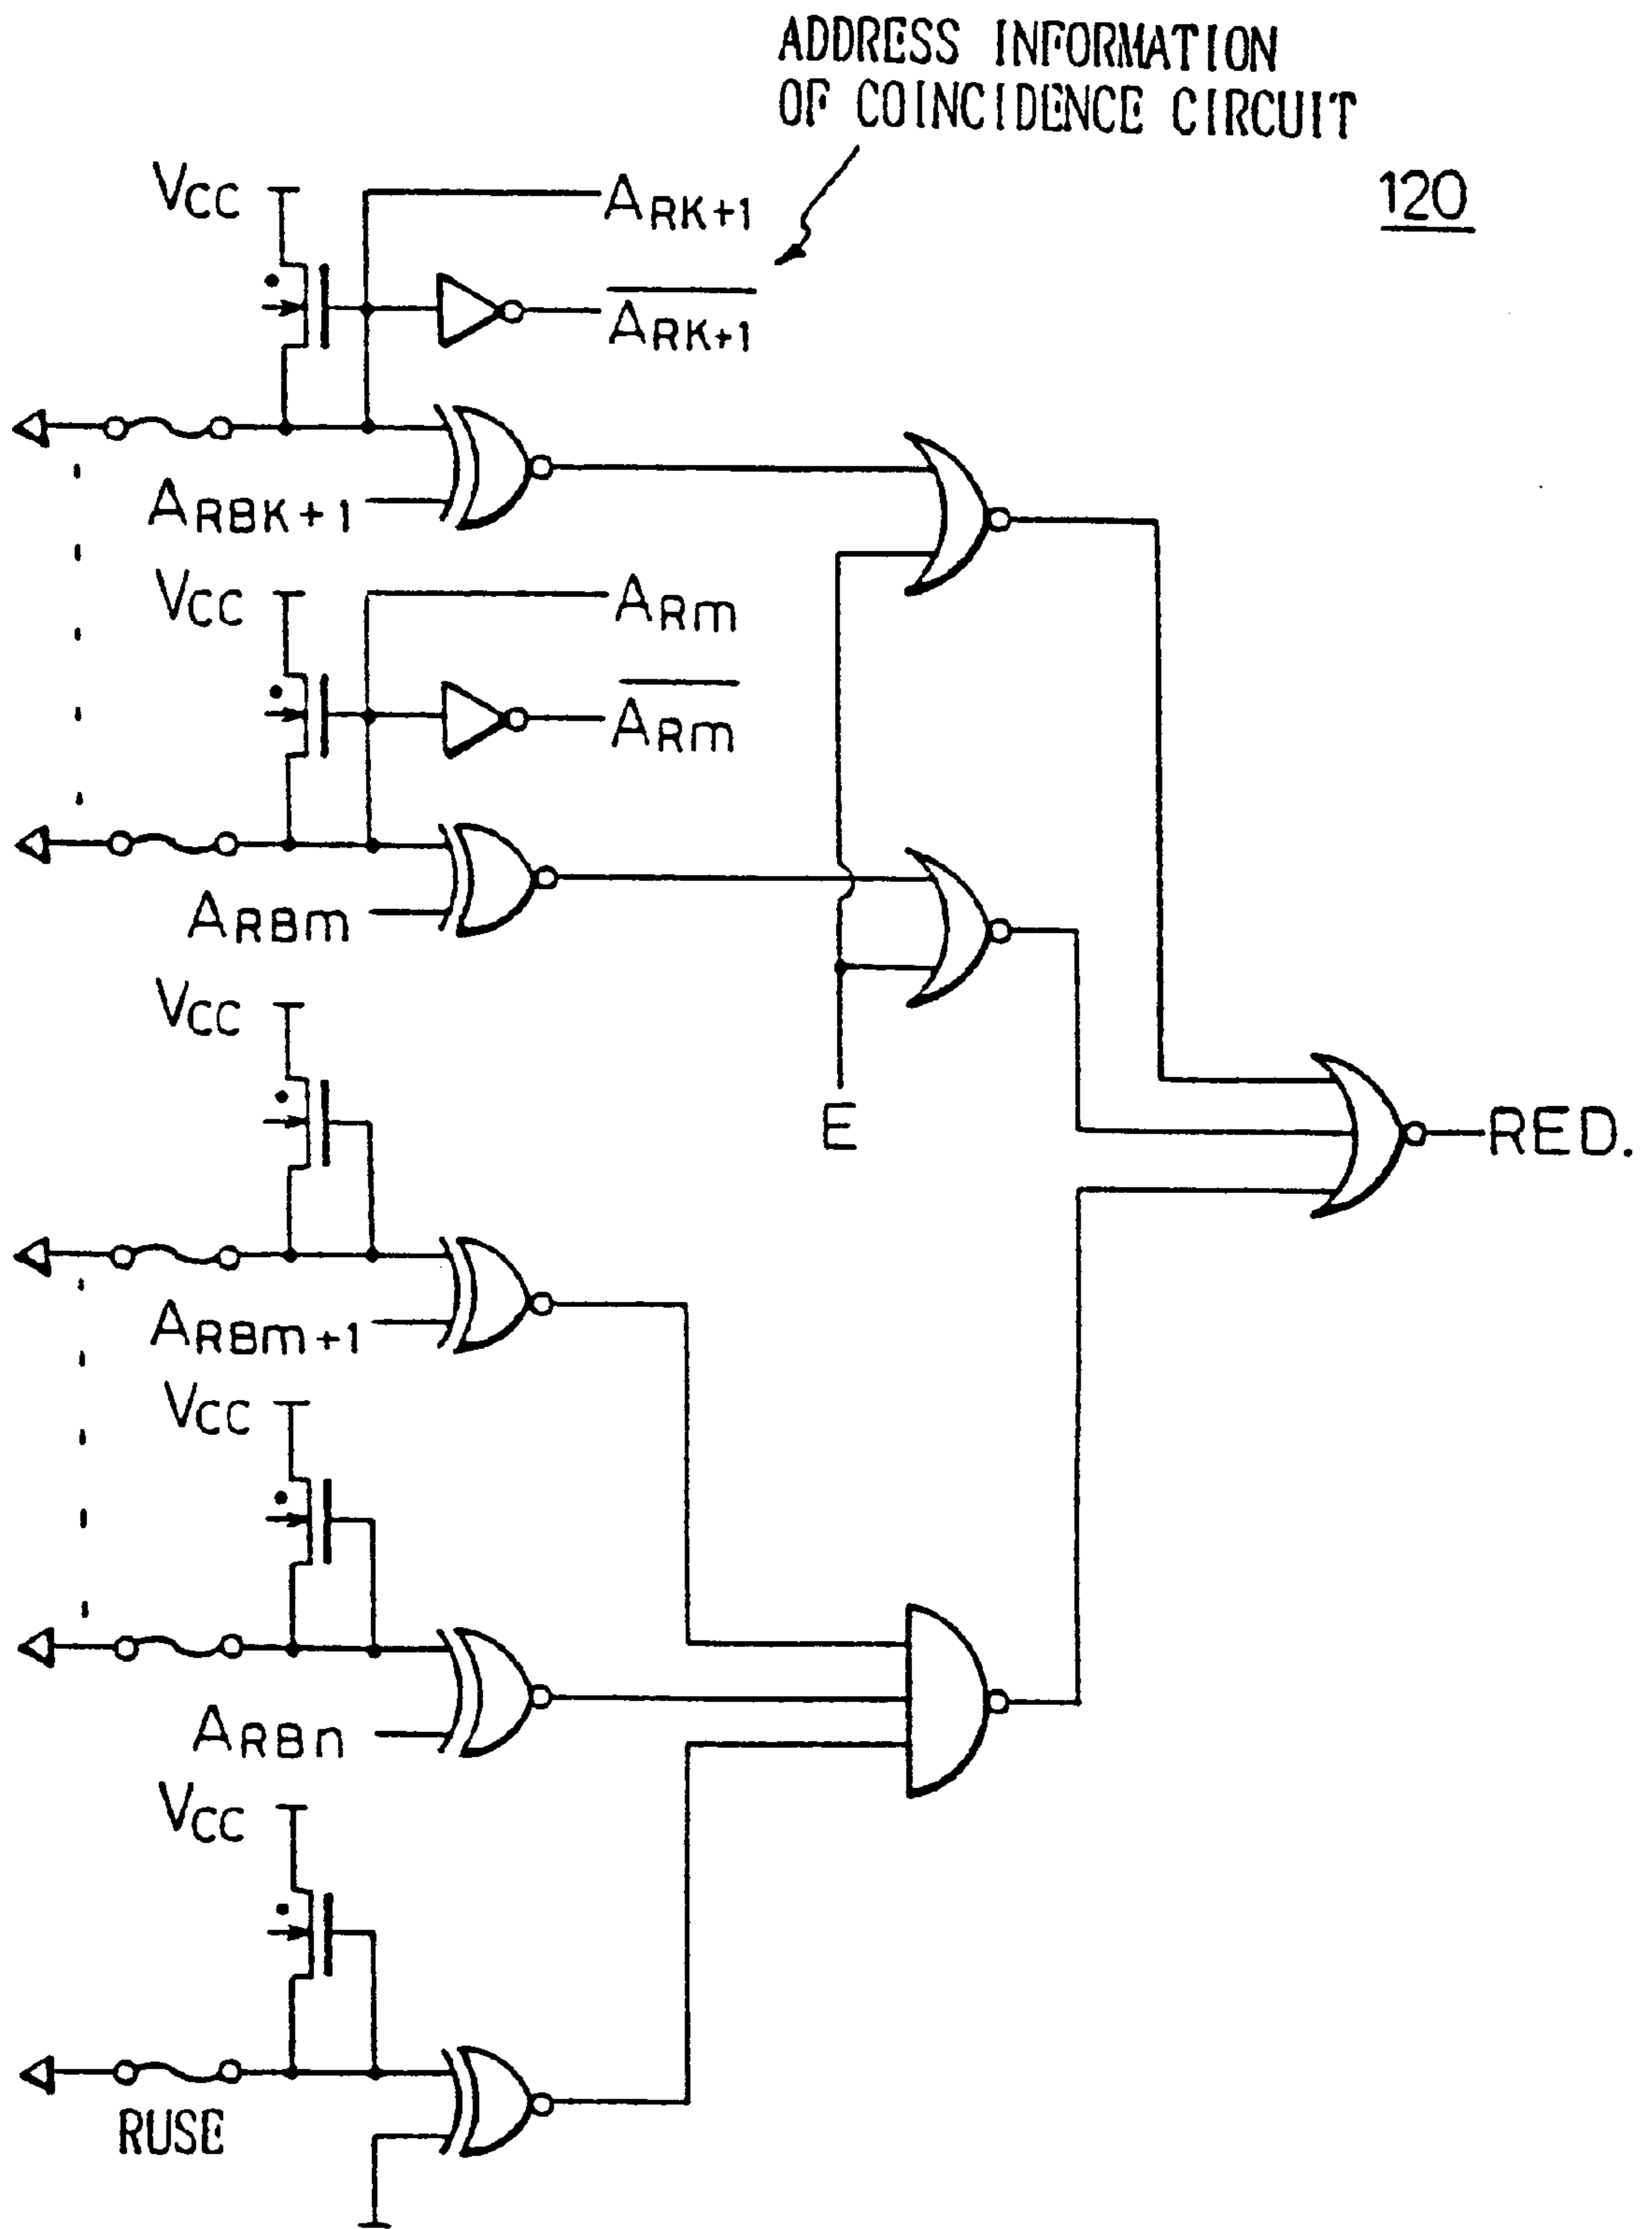 ADDRESS INFORMATION
OF COINCIDENCE CIRCUIT
120
VCC
ARK+1
ARK+1
ARBK+1
VCC
ARm
ARm
ARBm
VCC
E
RED.
ARBm+1
VCC
ARBn
VCC
RUSE